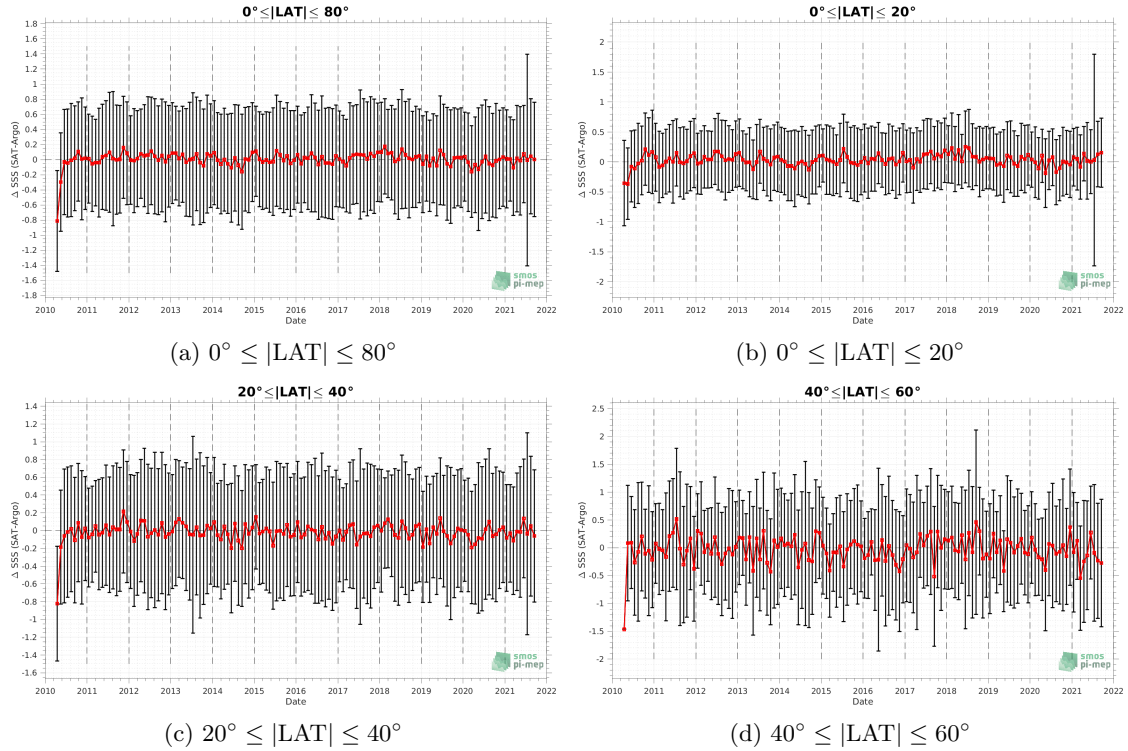 0°≤|LAT|≤ 80°
1.8
1.4
1
0.8
0.6
0.4
0.2
0
-0.2
-0.4
-0.6
-0.8
-1
-1.2
-1.4
-1.6
-1.8
Δ SSS (SAT-Argo)
2010 2011 2012 2013 2014 2015 2016 2017 2018 2019 2020 2021 2022
Date
smos
pi-mep
(a) 0° ≤ |LAT| ≤ 80°
0°≤|LAT|≤ 20°
2
1.5
1
0.5
0
-0.5
-1
-1.5
-2
Δ SSS (SAT-Argo)
2010 2011 2012 2013 2014 2015 2016 2017 2018 2019 2020 2021 2022
Date
smos
pi-mep
(b) 0° ≤ |LAT| ≤ 20°
20°≤|LAT|≤ 40°
1.4
1.2
1
0.8
0.6
0.4
0.2
0
-0.2
-0.4
-0.6
-0.8
-1
-1.2
-1.4
-1.6
Δ SSS (SAT-Argo)
2010 2011 2012 2013 2014 2015 2016 2017 2018 2019 2020 2021 2022
Date
smos
pi-mep
(c) 20° ≤ |LAT| ≤ 40°
40°≤|LAT|≤ 60°
2.5
2
1.5
1
0.5
0
-0.5
-1
-1.5
-2
Δ SSS (SAT-Argo)
2010 2011 2012 2013 2014 2015 2016 2017 2018 2019 2020 2021 2022
Date
smos
pi-mep
(d) 40° ≤ |LAT| ≤ 60°